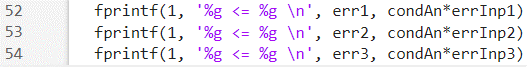 52 fprintf(1, '%g <= %g \n', err1, condAn*errInp1)
53 fprintf(1, '%g <= %g \n', err2, condAn*errInp2)
54 fprintf(1, '%g <= %g \n', err3, condAn*errInp3)